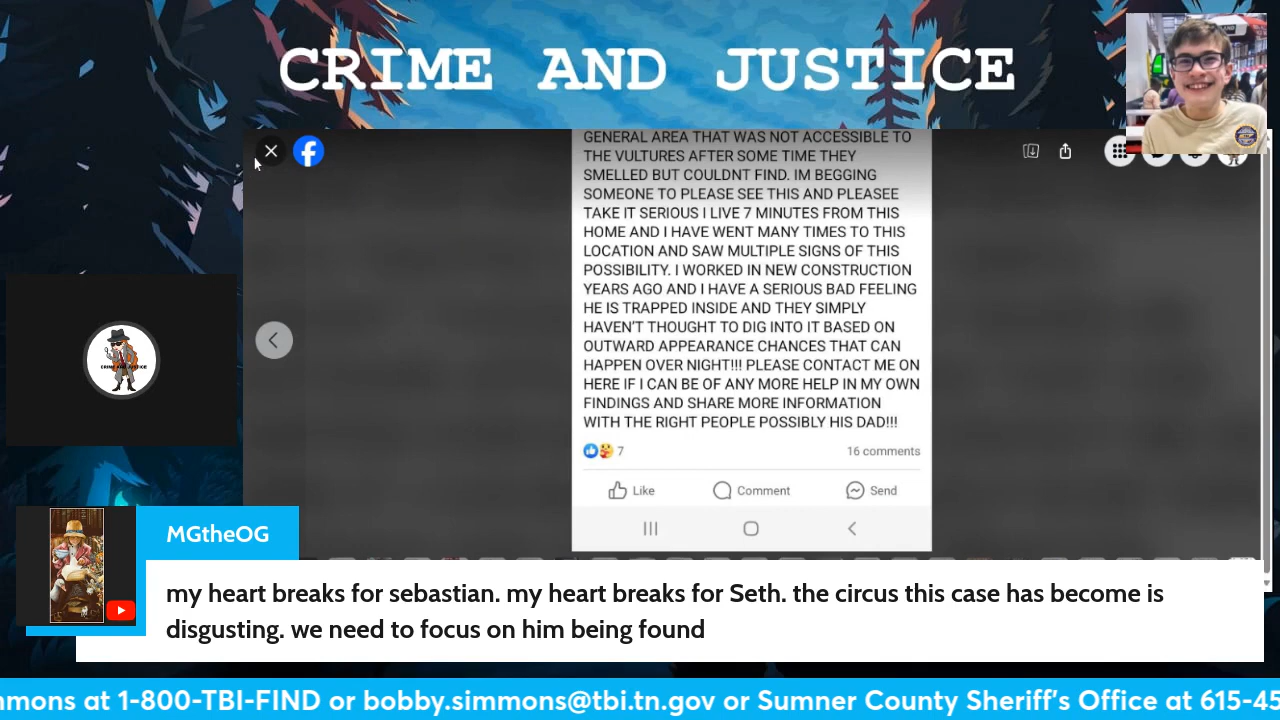 CRIME AND JUSTICE
GENERAL AREA THAT WAS NOT ACCESSIBLE TO
THE VULTURES AFTER SOME TIME THEY
SMELLED BUT COULDNT FIND. IM BEGGING
SOMEONE TO PLEASE SEE THIS AND PLEASEE
TAKE IT SERIOUS I LIVE 7 MINUTES FROM THIS
HOME AND I HAVE WENT MANY TIMES TO THIS
LOCATION AND SAW MULTIPLE SIGNS OF THIS
POSSIBILITY. I WORKED IN NEW CONSTRUCTION
YEARS AGO AND I HAVE A SERIOUS BAD FEELING
HE IS TRAPPED INSIDE AND THEY SIMPLY
HAVEN'T THOUGHT TO DIG INTO IT BASED ON
OUTWARD APPEARANCE CHANCES THAT CAN
HAPPEN OVER NIGHT!!! PLEASE CONTACT ME ON
HERE IF I CAN BE OF ANY MORE HELP IN MY OWN
FINDINGS AND SHARE MORE INFORMATION
WITH THE RIGHT PEOPLE POSSIBLY HIS DAD!!!
7 16 comments
Like Comment Send
CRIME AND JUSTICE
MGtheOG
my heart breaks for sebastian. my heart breaks for Seth. the circus this case has become is
disgusting. we need to focus on him being found
mmons at 1-800-TBI-FIND or bobby.simmons@tbi.tn.gov or Sumner County Sheriff's Office at 615-45